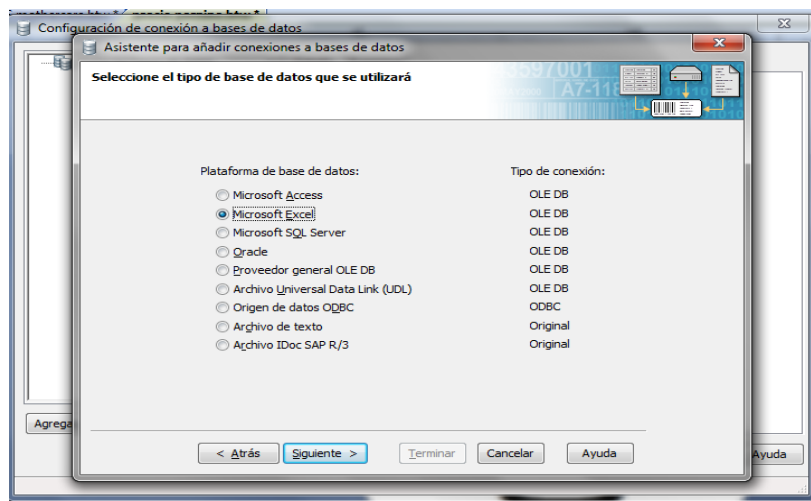 Configuración de conexión a bases de datos
Asistente para añadir conexiones a bases de datos
Seleccione el tipo de base de datos que se utilizará
3597001
A7-118
Plataforma de base de datos: Tipo de conexión:
Microsoft Access OLE DB
Microsoft Excel OLE DB
Microsoft SQL Server OLE DB
Oracle OLE DB
Proveedor general OLE DB OLE DB
Archivo Universal Data Link (UDL) OLE DB
Origen de datos ODBC ODBC
Archivo de texto Original
Archivo IDoc SAP R/3 Original
Agrega
< Atrás Siguiente > Terminar Cancelar Ayuda
Ayuda